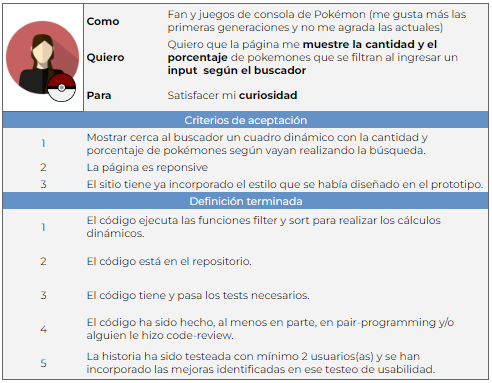 Como Fan y juegos de consola de Pokémon (me gusta más las
primeras generaciones y no me agrada las actuales)
Quiero Quiero que la página me muestre la cantidad y el
porcentaje de pokemones que se filtran al ingresar un
input según el buscador
Para Satisfacer mi curiosidad
Criterios de aceptación
1 Mostrar cerca al buscador un cuadro dinámico con la cantidad y
porcentaje de pokémones según vayan realizando la búsqueda.
2 La página es reponsive
3 El sitio tiene ya incorporado el estilo que se había diseñado en el prototipo.
Definición terminada
1 El código ejecuta las funciones filter y sort para realizar los cálculos
dinámicos.
2 El código está en el repositorio.
3 El código tiene y pasa los tests necesarios.
4 El código ha sido hecho, al menos en parte, en pair-programming y/o
alguien le hizo code-review.
5 La historia ha sido testeada con mínimo 2 usuarios(as) y se han
incorporado las mejoras identificadas en ese testeo de usabilidad.